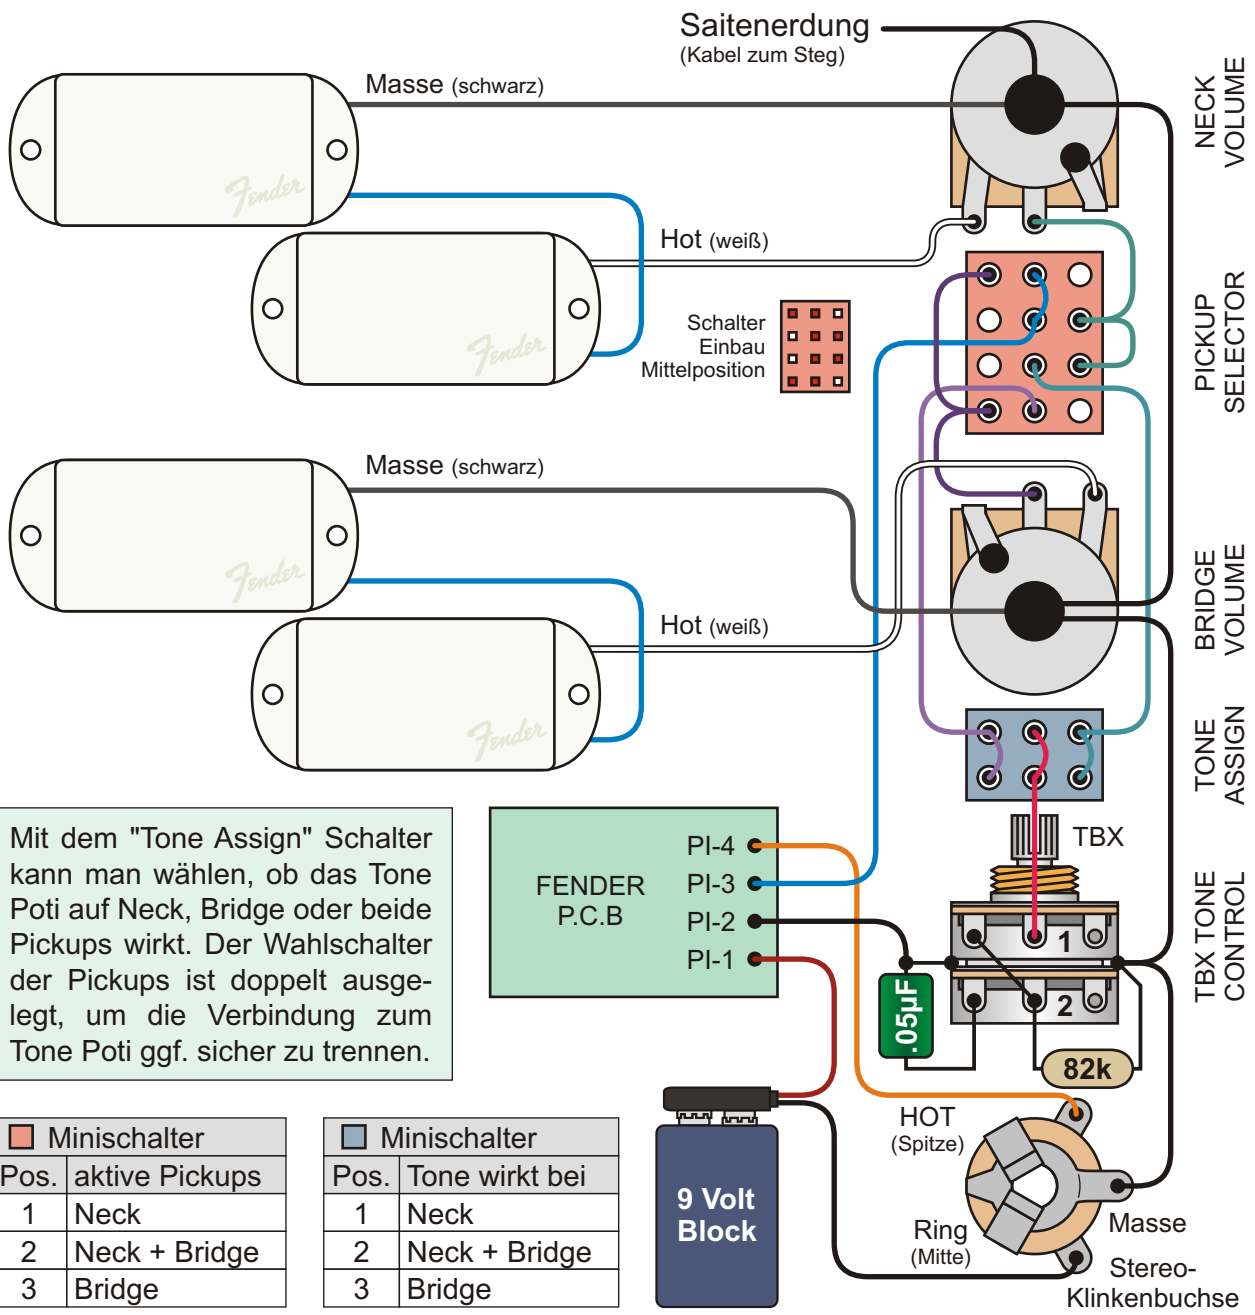 Saitenerdung
(Kabel zum Steg)
Masse (schwarz)
NECK
VOLUME
Fender
Hot (weiß)
Fender
Schalter
Einbau
Mittelposition
PICKUP
SELECTOR
Masse (schwarz)
Fender
Hot (weiß)
Fender
BRIDGE
VOLUME
TONE
ASSIGN
Mit dem "Tone Assign" Schalter
kann man wählen, ob das Tone
Poti auf Neck, Bridge oder beide
Pickups wirkt. Der Wahlschalter
der Pickups ist doppelt ausge-
legt, um die Verbindung zum
Tone Poti ggf. sicher zu trennen.
FENDER
P.C.B
PI-4
PI-3
PI-2
PI-1
TBX
1
2
TBX TONE
CONTROL
.05µF
82k
Minischalter
Pos. aktive Pickups
1 Neck
2 Neck + Bridge
3 Bridge
Minischalter
Pos. Tone wirkt bei
1 Neck
2 Neck + Bridge
3 Bridge
9 Volt
Block
HOT
(Spitze)
Ring
(Mitte)
Masse
Stereo-
Klinkenbuchse